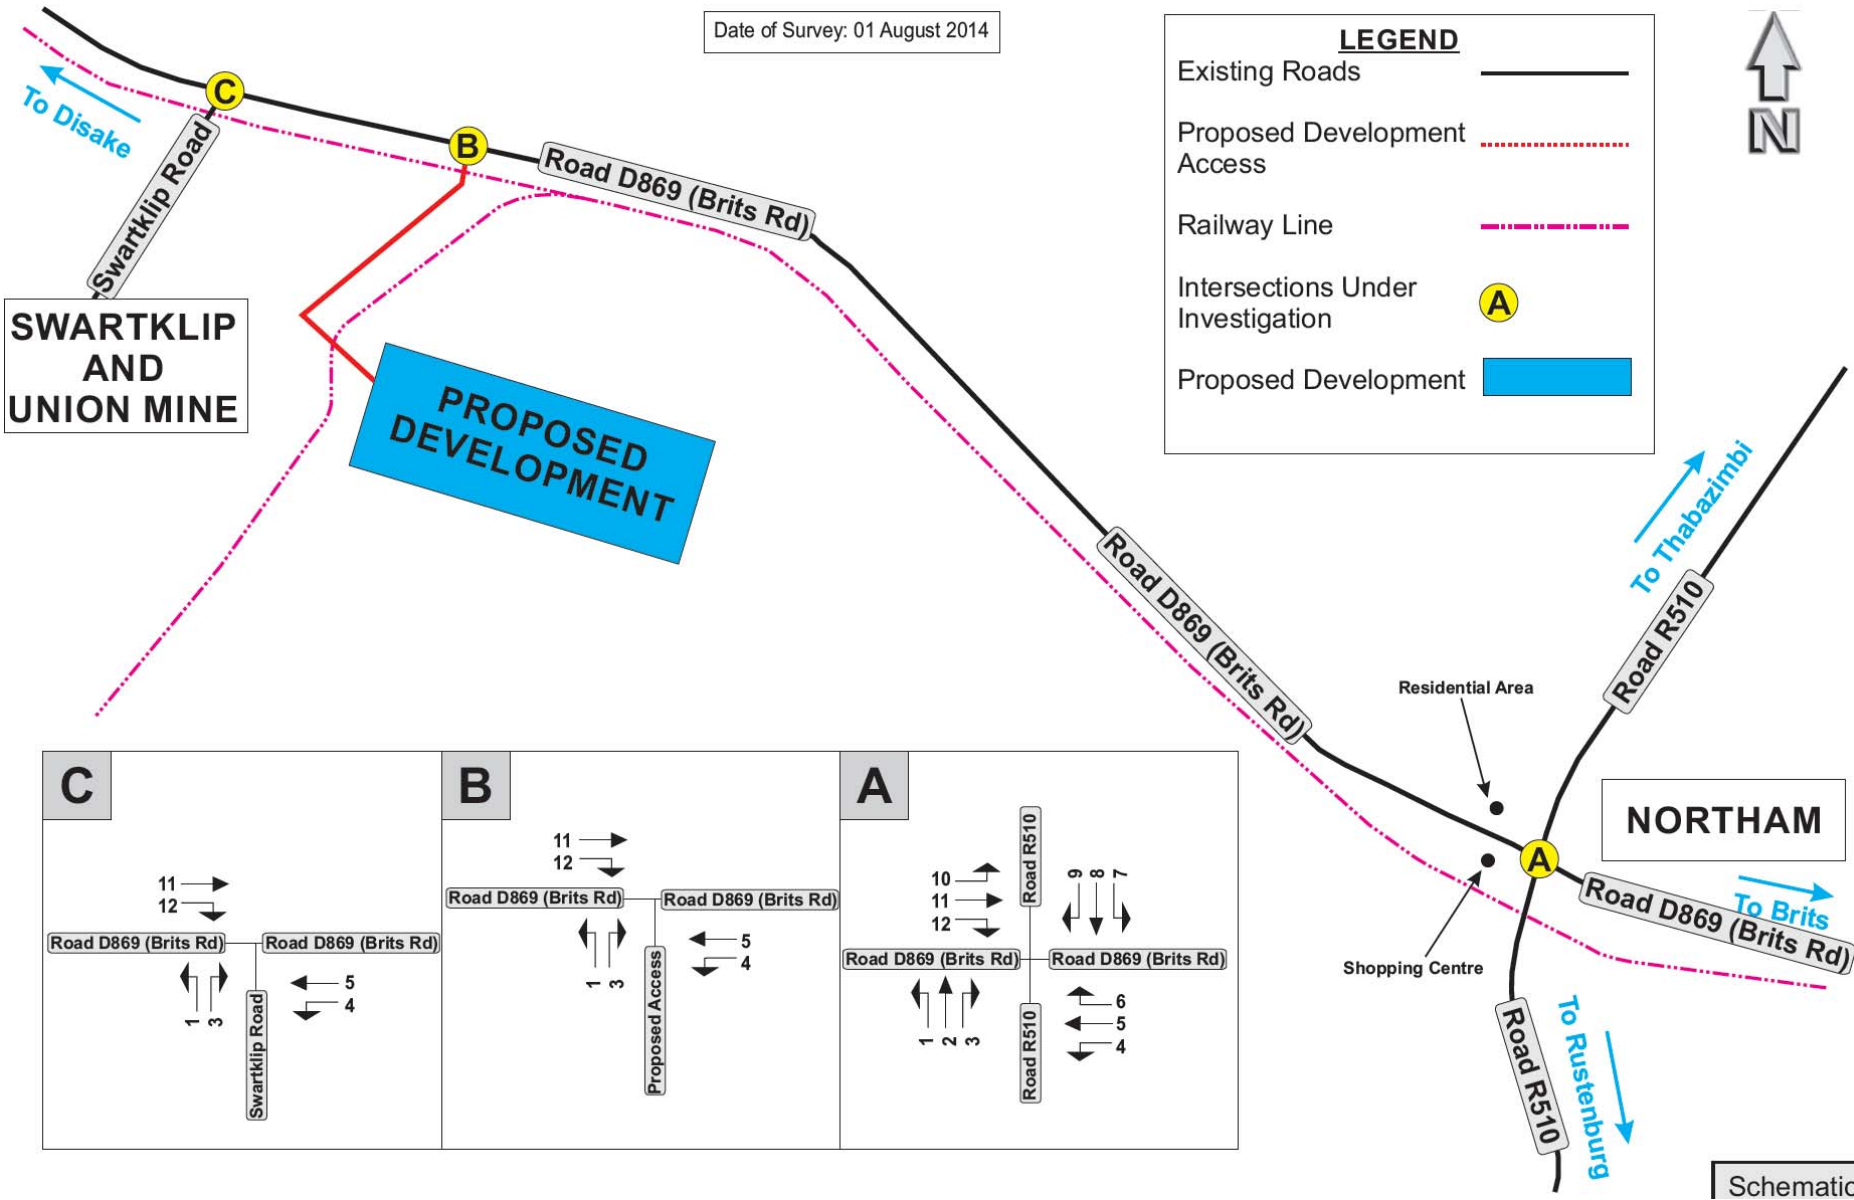 Date of Survey: 01 August 2014
LEGEND
Existing Roads
Proposed Development
Access
Railway Line
Intersections Under
Investigation
A
Proposed Development
N
C
B
To Disake
Swartklip Road
Road D869 (Brits Rd)
SWARTKLIP
AND
UNION MINE
PROPOSED
DEVELOPMENT
To Thabazimbi
Road R510
Road D869 (Brits Rd)
Residential Area
NORTHAM
A
Shopping Centre
To Brits
Road D869 (Brits Rd)
Road R510
To Rustenburg
C
11
12
Road D869 (Brits Rd)
Road D869 (Brits Rd)
1
3
5
4
Swartklip Road
B
11
12
Road D869 (Brits Rd)
Road D869 (Brits Rd)
1
3
5
4
Proposed Access
A
Road R510
10
11
12
9
8
7
Road D869 (Brits Rd)
Road D869 (Brits Rd)
1
2
3
6
5
4
Road R510